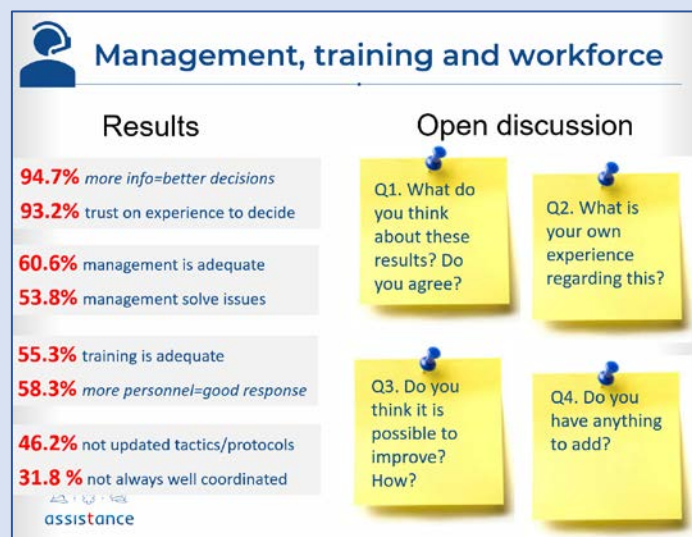 Management, training and workforce
Results
94.7% more info=better decisions
93.2% trust on experience to decide
60.6% management is adequate
53.8% management solve issues
55.3% training is adequate
58.3% more personnel=good response
46.2% not updated tactics/protocols
31.8 % not always well coordinated
assistance
Open discussion
Q1. What do
you think
about these
results? Do
you agree?
Q2. What is
your own
experience
regarding this?
Q3. Do you
think it is
possible to
improve?
How?
Q4. Do you
have anything
to add?